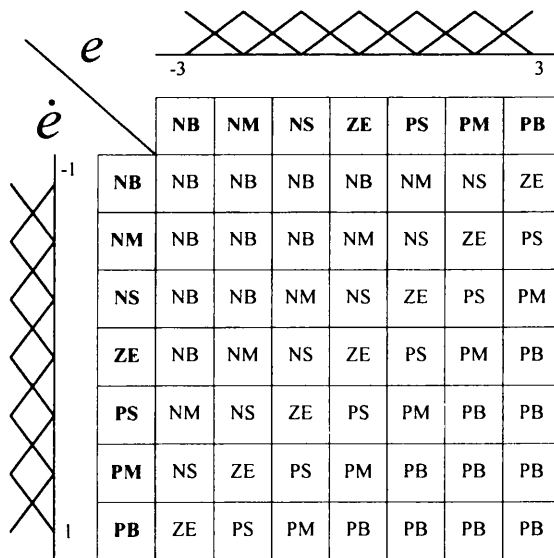 e
-3 3
ė
NB NM NS ZE PS PM PB
-1
NB NB NB NB NB NM NS ZE
NM NB NB NB NM NS ZE PS
NS NB NB NM NS ZE PS PM
ZE NB NM NS ZE PS PM PB
PS NM NS ZE PS PM PB PB
PM NS ZE PS PM PB PB PB
1 PB ZE PS PM PB PB PB PB